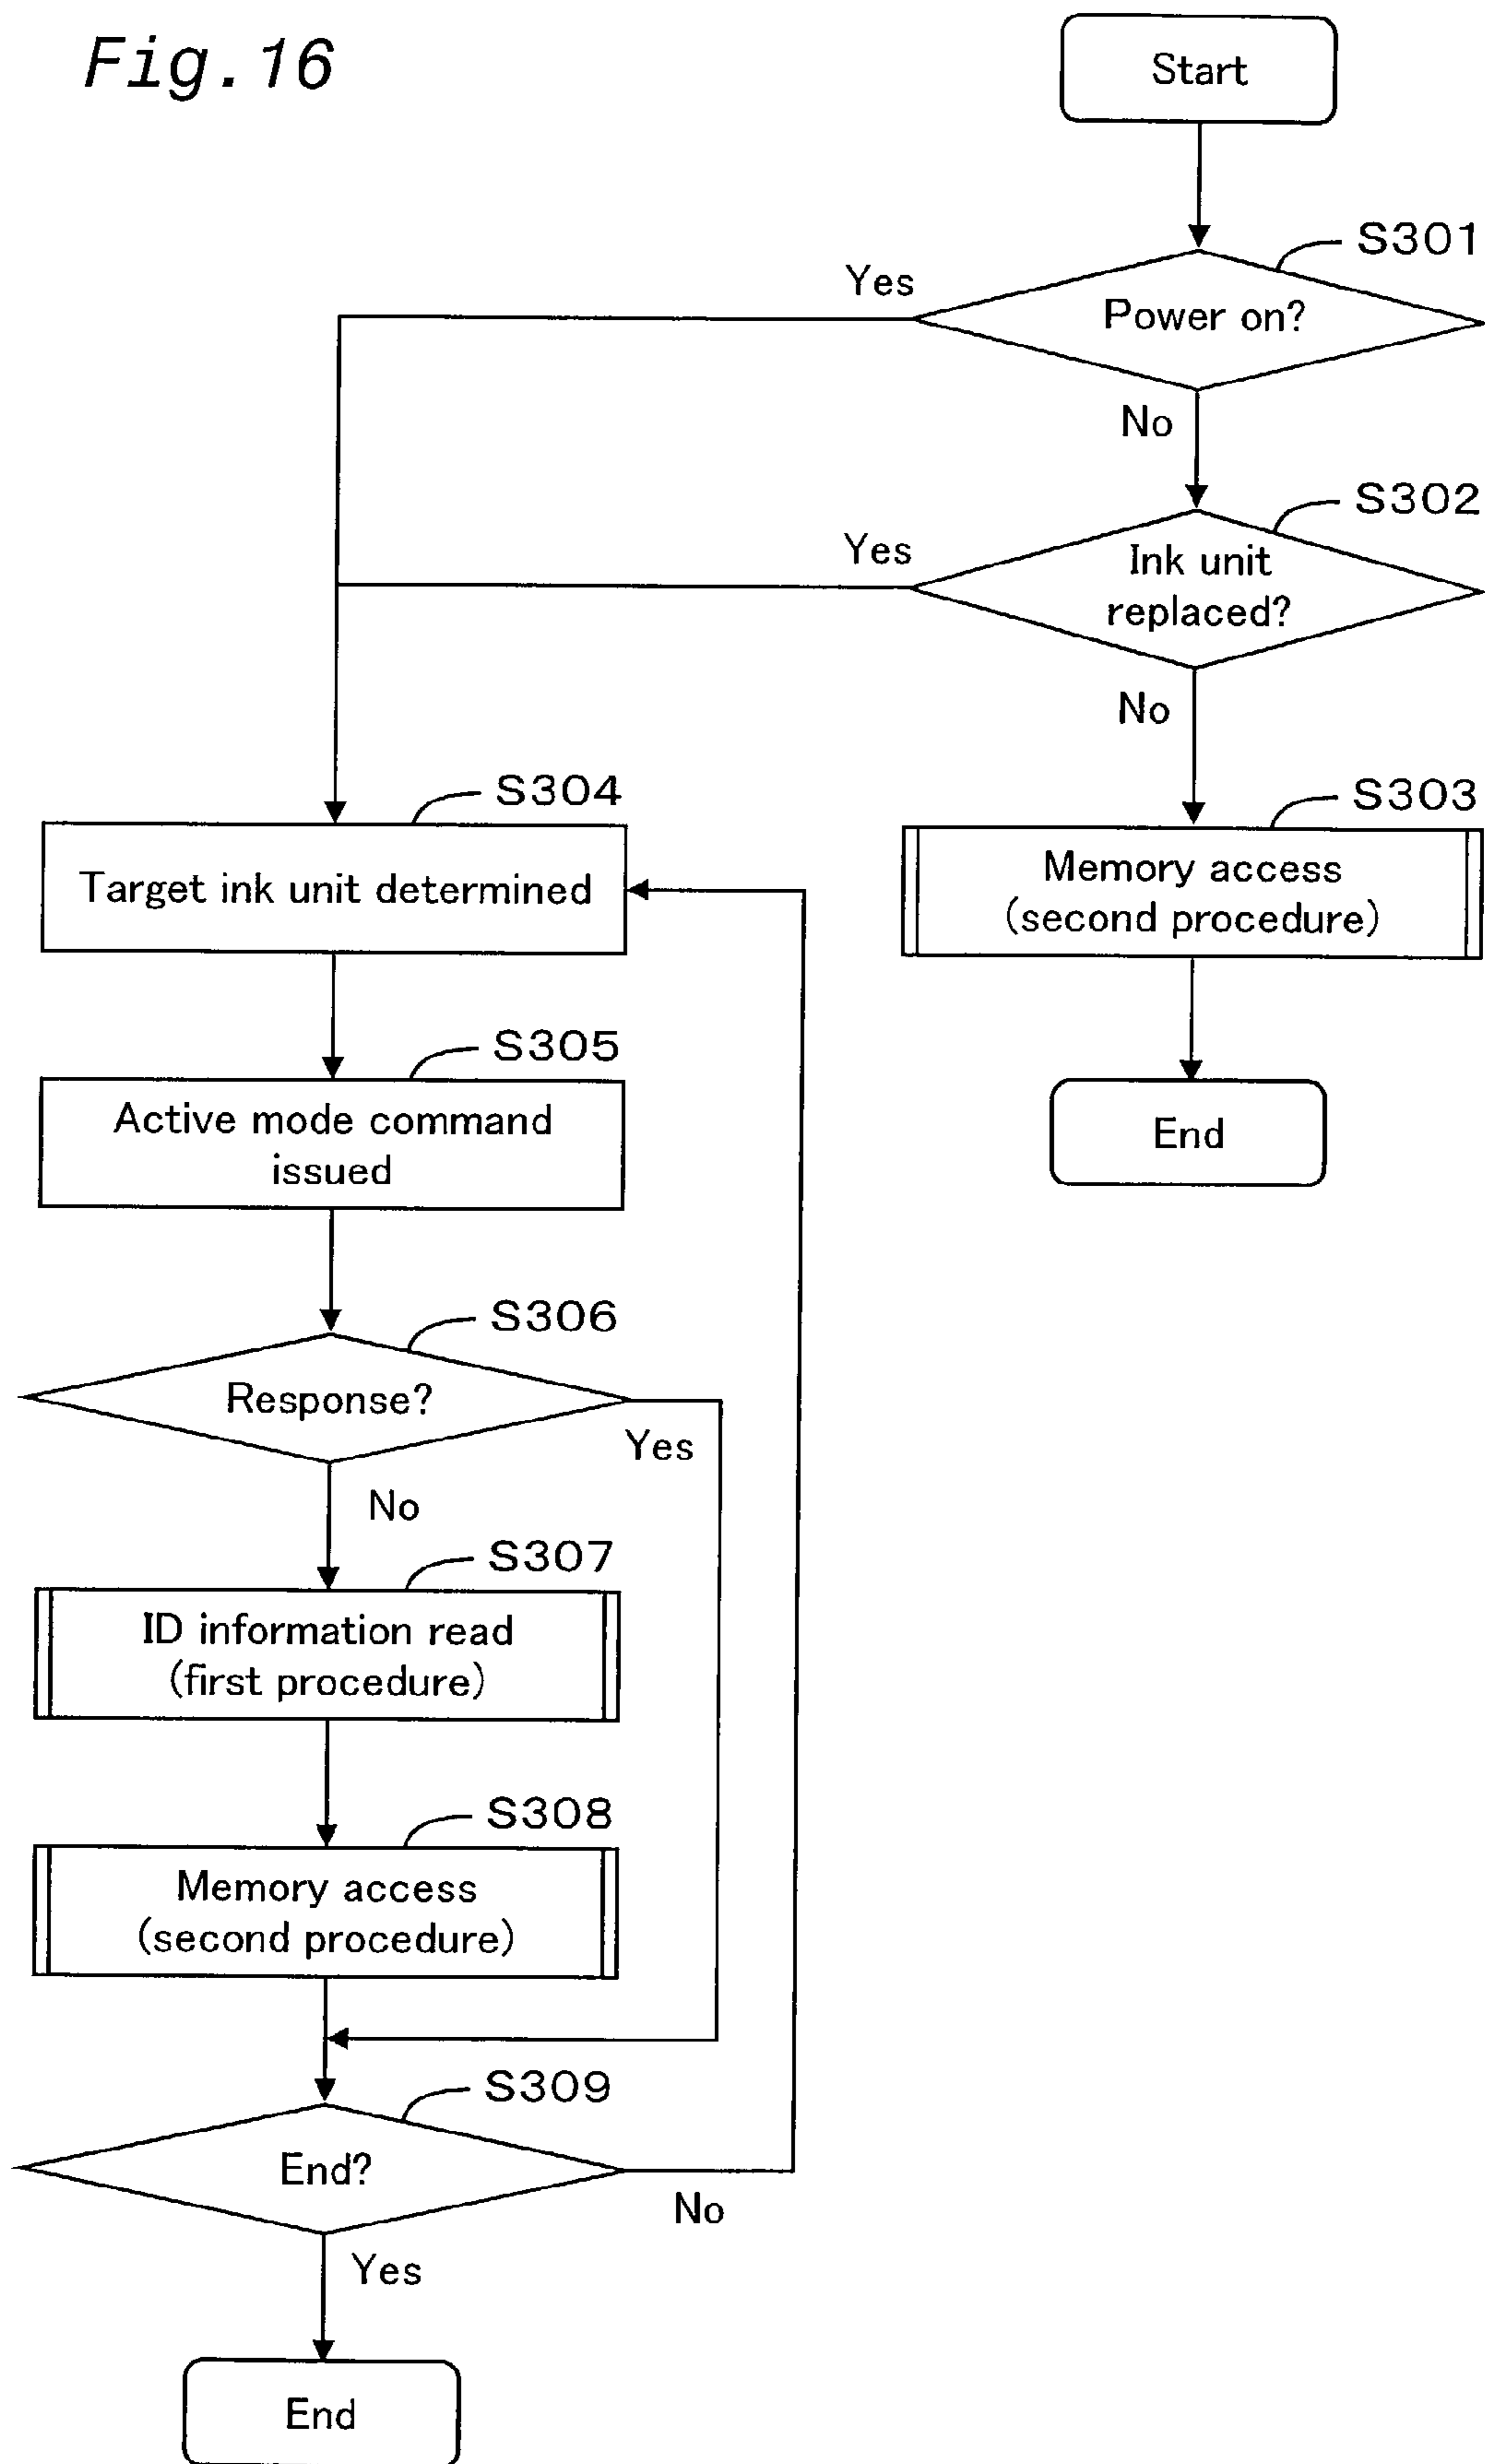 Fig.16
Start
S301
Yes
Power on?
No
S302
Yes
Ink unit
replaced?
No
S304
S303
Target ink unit determined
Memory access
(second procedure)
S305
Active mode command
issued
End
S306
Response?
Yes
No
S307
ID information read
(first procedure)
S308
Memory access
(second procedure)
S309
End?
No
Yes
End